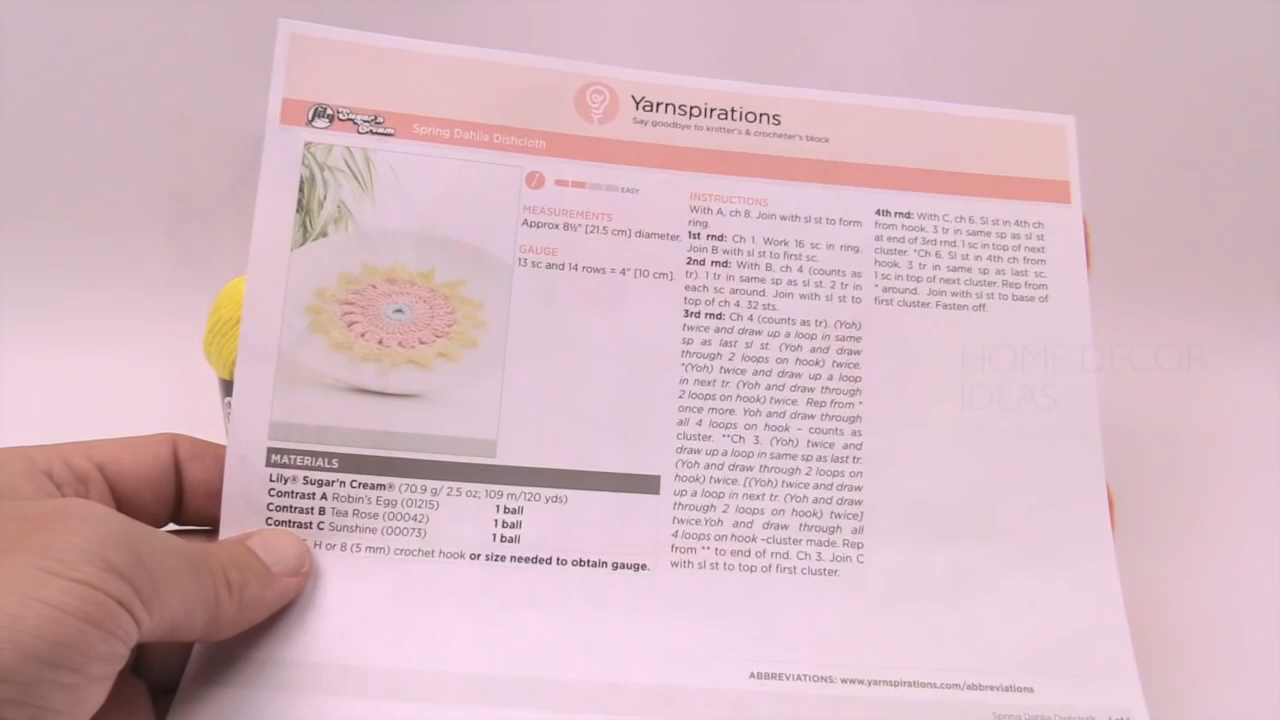 Yarnspirations
Say goodbye to knitter's & crocheter's block
Lily Sugar'n Cream
Spring Dahlia Dishcloth
EASY
MEASUREMENTS
Approx 8½" [21.5 cm] diameter.
GAUGE
13 sc and 14 rows = 4" [10 cm].
MATERIALS
Lily® Sugar'n Cream® (70.9 g/ 2.5 oz; 109 m/120 yds)
Contrast A Robin's Egg (01215) 1 ball
Contrast B Tea Rose (00042) 1 ball
Contrast C Sunshine (00073) 1 ball
H or 8 (5 mm) crochet hook or size needed to obtain gauge.
INSTRUCTIONS
With A, ch 8. Join with sl st to form
ring.
1st rnd: Ch 1. Work 16 sc in ring.
Join B with sl st to first sc.
2nd rnd: With B, ch 4 (counts as
tr). 1 tr in same sp as sl st. 2 tr in
each sc around. Join with sl st to
top of ch 4. 32 sts.
3rd rnd: Ch 4 (counts as tr). (Yoh)
twice and draw up a loop in same
sp as last sl st. (Yoh and draw
through 2 loops on hook) twice.
*(Yoh) twice and draw up a loop
in next tr. (Yoh and draw through
2 loops on hook) twice. Rep from *
once more. Yoh and draw through
all 4 loops on hook – counts as
cluster. **Ch 3. (Yoh) twice and
draw up a loop in same sp as last tr.
(Yoh and draw through 2 loops on
hook) twice. [(Yoh) twice and draw
up a loop in next tr. (Yoh and draw
through 2 loops on hook) twice]
twice.Yoh and draw through all
4 loops on hook –cluster made. Rep
from ** to end of rnd. Ch 3. Join C
with sl st to top of first cluster.
4th rnd: With C, ch 6. Sl st in 4th ch
from hook. 3 tr in same sp as sl st
at end of 3rd rnd. 1 sc in top of next
cluster. *Ch 6. Sl st in 4th ch from
hook. 3 tr in same sp as last sc.
1 sc in top of next cluster. Rep from
* around. Join with sl st to base of
first cluster. Fasten off.
HOME DECOR
IDEAS
ABBREVIATIONS: www.yarnspirations.com/abbreviations
Spring Dahlia Dishcloth